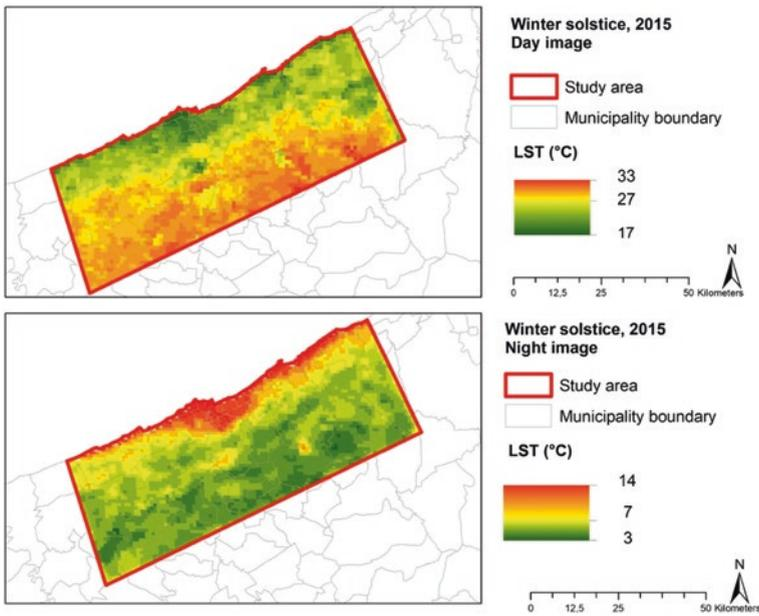 Winter solstice, 2015
Day image
Study area
Municipality boundary
LST (°C)
33
27
17
N
0 12,5 25 50 Kilometers
Winter solstice, 2015
Night image
Study area
Municipality boundary
LST (°C)
14
7
3
N
0 12,5 25 50 Kilometers